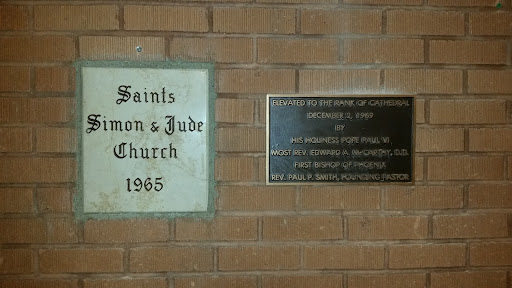 Saints
Simon & Jude
Church
1965
ELEVATED TO THE RANK OF CATHEDRAL
DECEMBER 2, 1969
BY
HIS HOLINESS POPE PAUL VI
MOST REV. EDWARD A. McCARTHY, D.D.
FIRST BISHOP OF PHOENIX
REV. PAUL P. SMITH, FOUNDING PASTOR